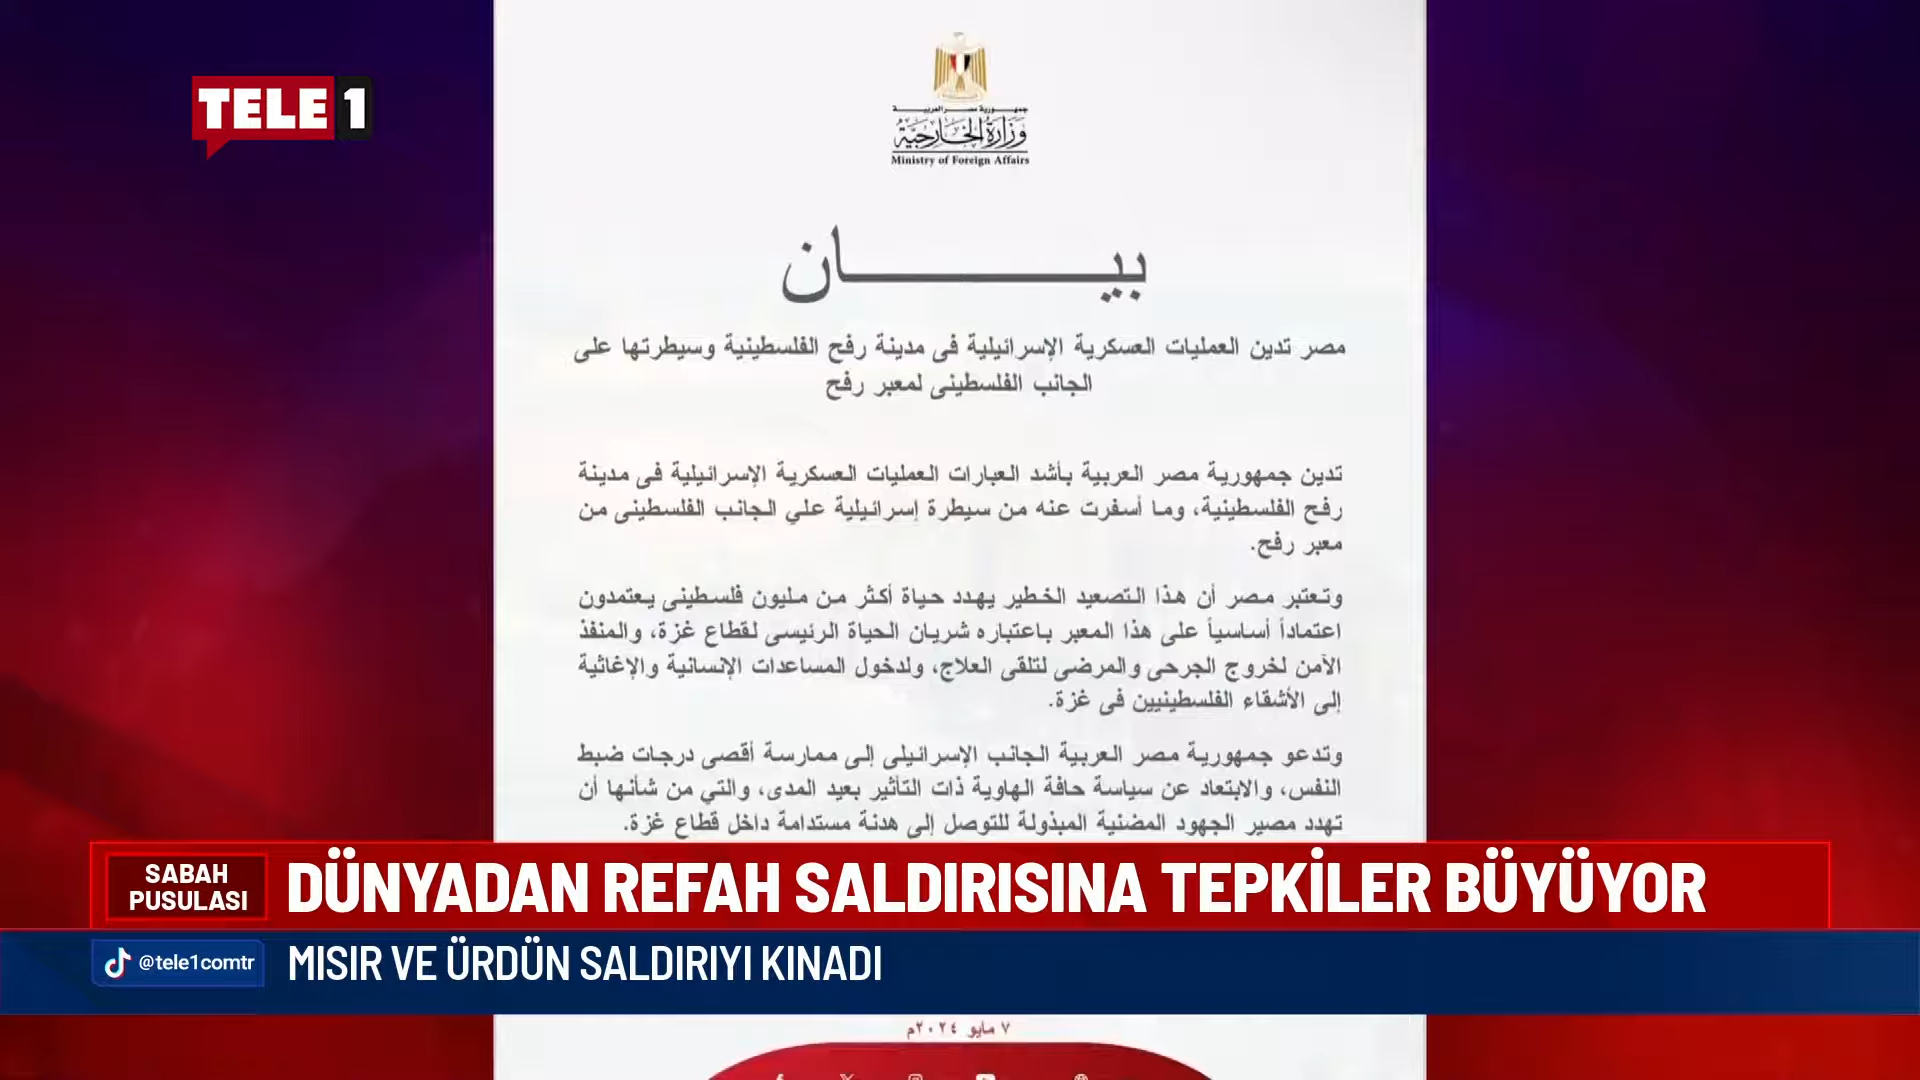 TELE1
جمهورية مصر العربية
وزارة الخارجية
Ministry of Foreign Affairs
بيان
مصر تدين العمليات العسكرية الإسرائيلية فى مدينة رفح الفلسطينية وسيطرتها على
الجانب الفلسطينى لمعبر رفح
تدين جمهورية مصر العربية بأشد العبارات العمليات العسكرية الإسرائيلية فى مدينة
رفح الفلسطينية، وما أسفرت عنه من سيطرة إسرائيلية علي الجانب الفلسطينى من
معبر رفح.
وتعتبر مصر أن هذا التصعيد الخطير يهدد حياة أكثر من مليون فلسطينى يعتمدون
اعتماداً أساسياً على هذا المعبر باعتباره شريان الحياة الرئيسى لقطاع غزة، والمنفذ
الآمن لخروج الجرحى والمرضى لتلقى العلاج، ولدخول المساعدات الإنسانية والإغاثية
إلى الأشقاء الفلسطينيين فى غزة.
وتدعو جمهورية مصر العربية الجانب الإسرائيلى إلى ممارسة أقصى درجات ضبط
النفس، والابتعاد عن سياسة حافة الهاوية ذات التأثير بعيد المدى، والتي من شأنها أن
تهدد مصير الجهود المضنية المبذولة للتوصل إلى هدنة مستدامة داخل قطاع غزة.
SABAH
PUSULASI
DÜNYADAN REFAH SALDIRISINA TEPKİLER BÜYÜYOR
@tele1comtr
MISIR VE ÜRDÜN SALDIRIYI KINADI
٧ مايو ٢٠٢٤م